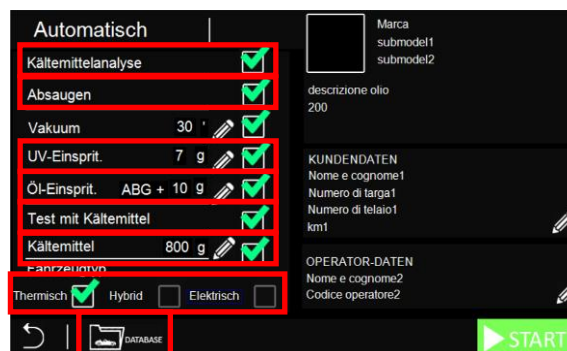 Automatisch
Kältemittelanalyse
Absaugen
Vakuum 30 '
UV-Einsprit. 7 g
Öl-Einsprit. ABG + 10 g
Test mit Kältemittel
Kältemittel 800 g
Fahrzeugtyp
Thermisch Hybrid Elektrisch
DATABASE
Marca
submodel1
submodel2
descrizione olio
200
KUNDENDATEN
Nome e cognome1
Numero di targa1
Numero di telaio1
km1
OPERATOR-DATEN
Nome e cognome2
Codice operatore2
START